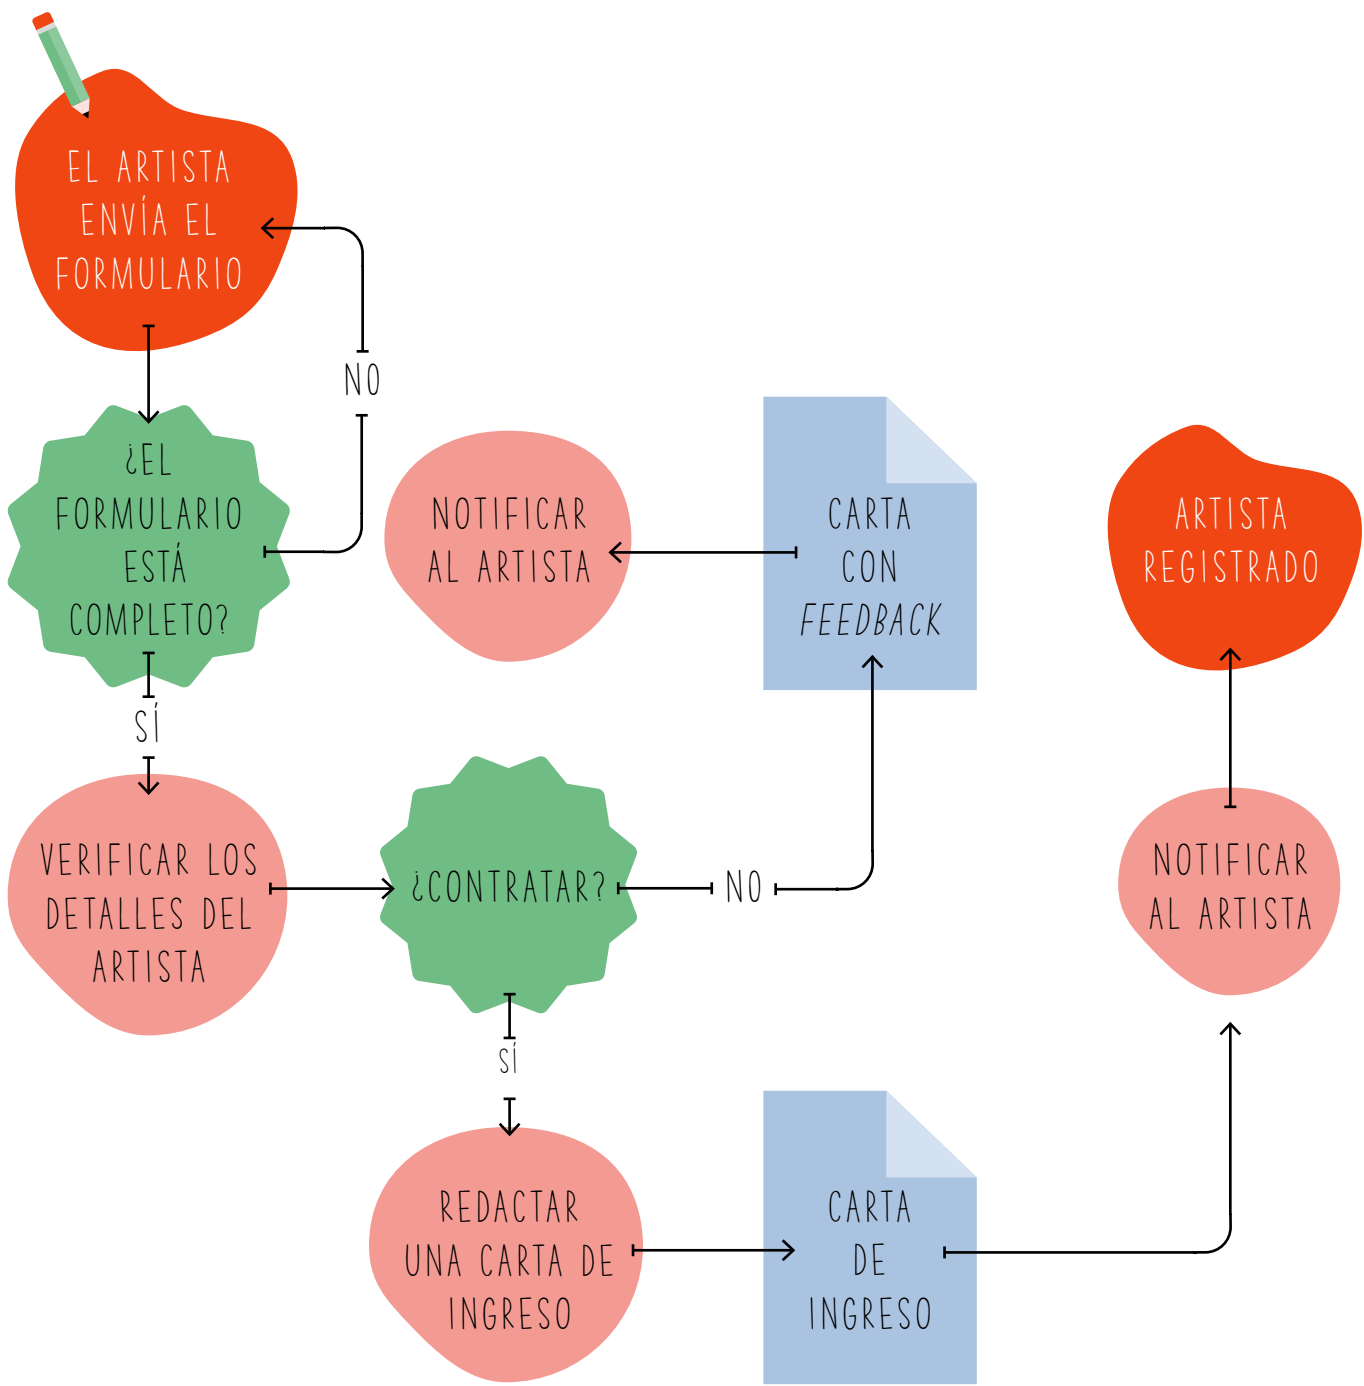 EL ARTISTA
ENVÍA EL
FORMULARIO
NO
¿EL
FORMULARIO
ESTÁ
COMPLETO?
SÍ
VERIFICAR LOS
DETALLES DEL
ARTISTA
¿CONTRATAR?
NO
CARTA
CON
FEEDBACK
NOTIFICAR
AL ARTISTA
SÍ
REDACTAR
UNA CARTA DE
INGRESO
CARTA
DE
INGRESO
NOTIFICAR
AL ARTISTA
ARTISTA
REGISTRADO